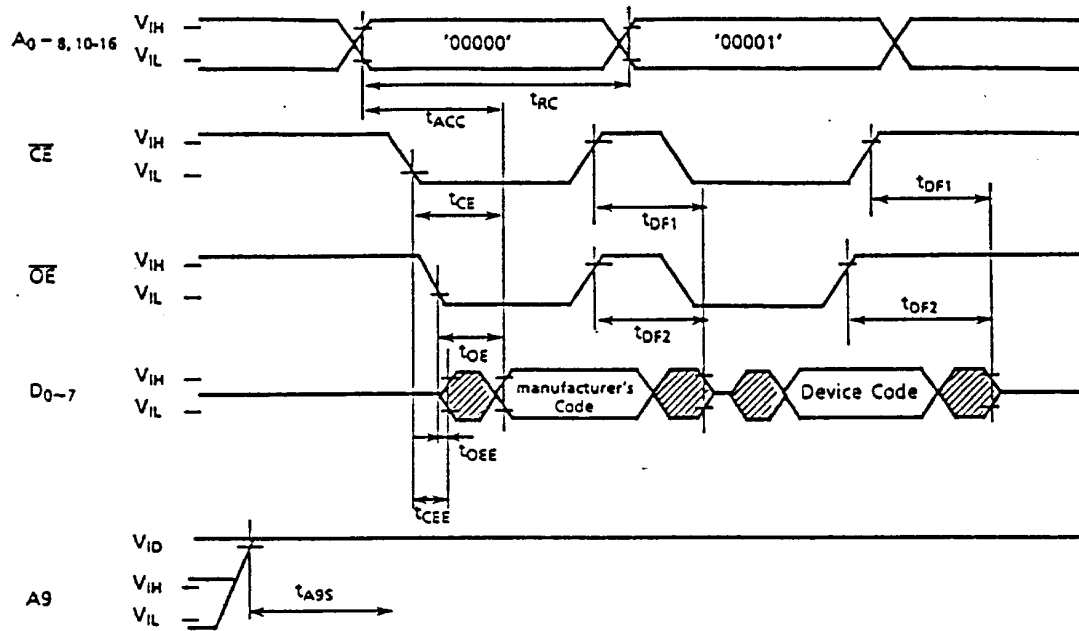 A0~8, 10-16
VIH
VIL
'00000'
'00001'
tRC
tACC
CE
VIH
VIL
tCE
tDF1
tDF1
OE
VIH
VIL
tOE
tDF2
tDF2
D0~7
VIH
VIL
manufacturer's
Code
Device Code
tOEE
tCEE
A9
VID
VIH
VIL
tA9S